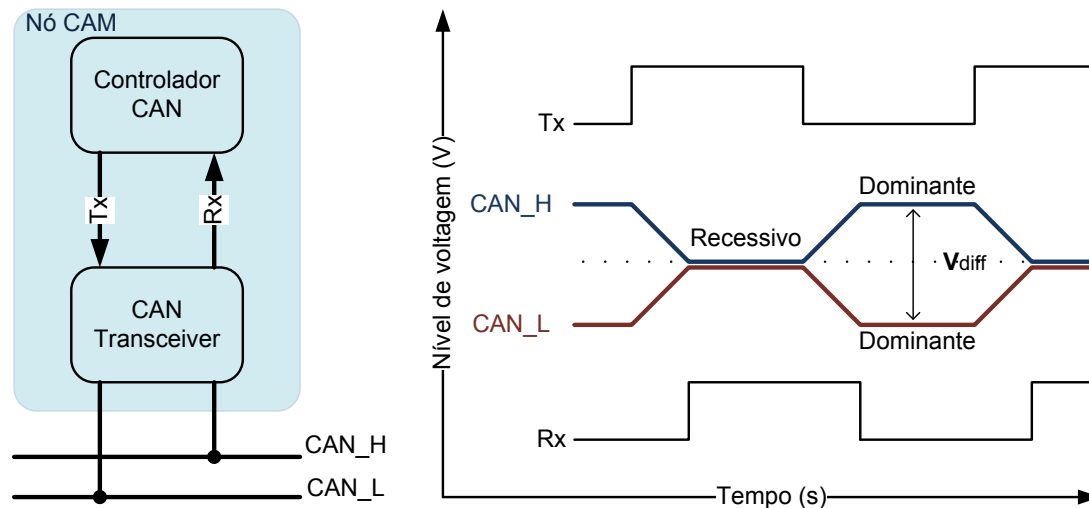 Nó CAM
Controlador
CAN
Tx
Rx
CAN
Transceiver
CAN_H
CAN_L
Nível de voltagem (V)
Tx
CAN_H
Recessivo
Dominante
Vdiff
CAN_L
Dominante
Rx
Tempo (s)